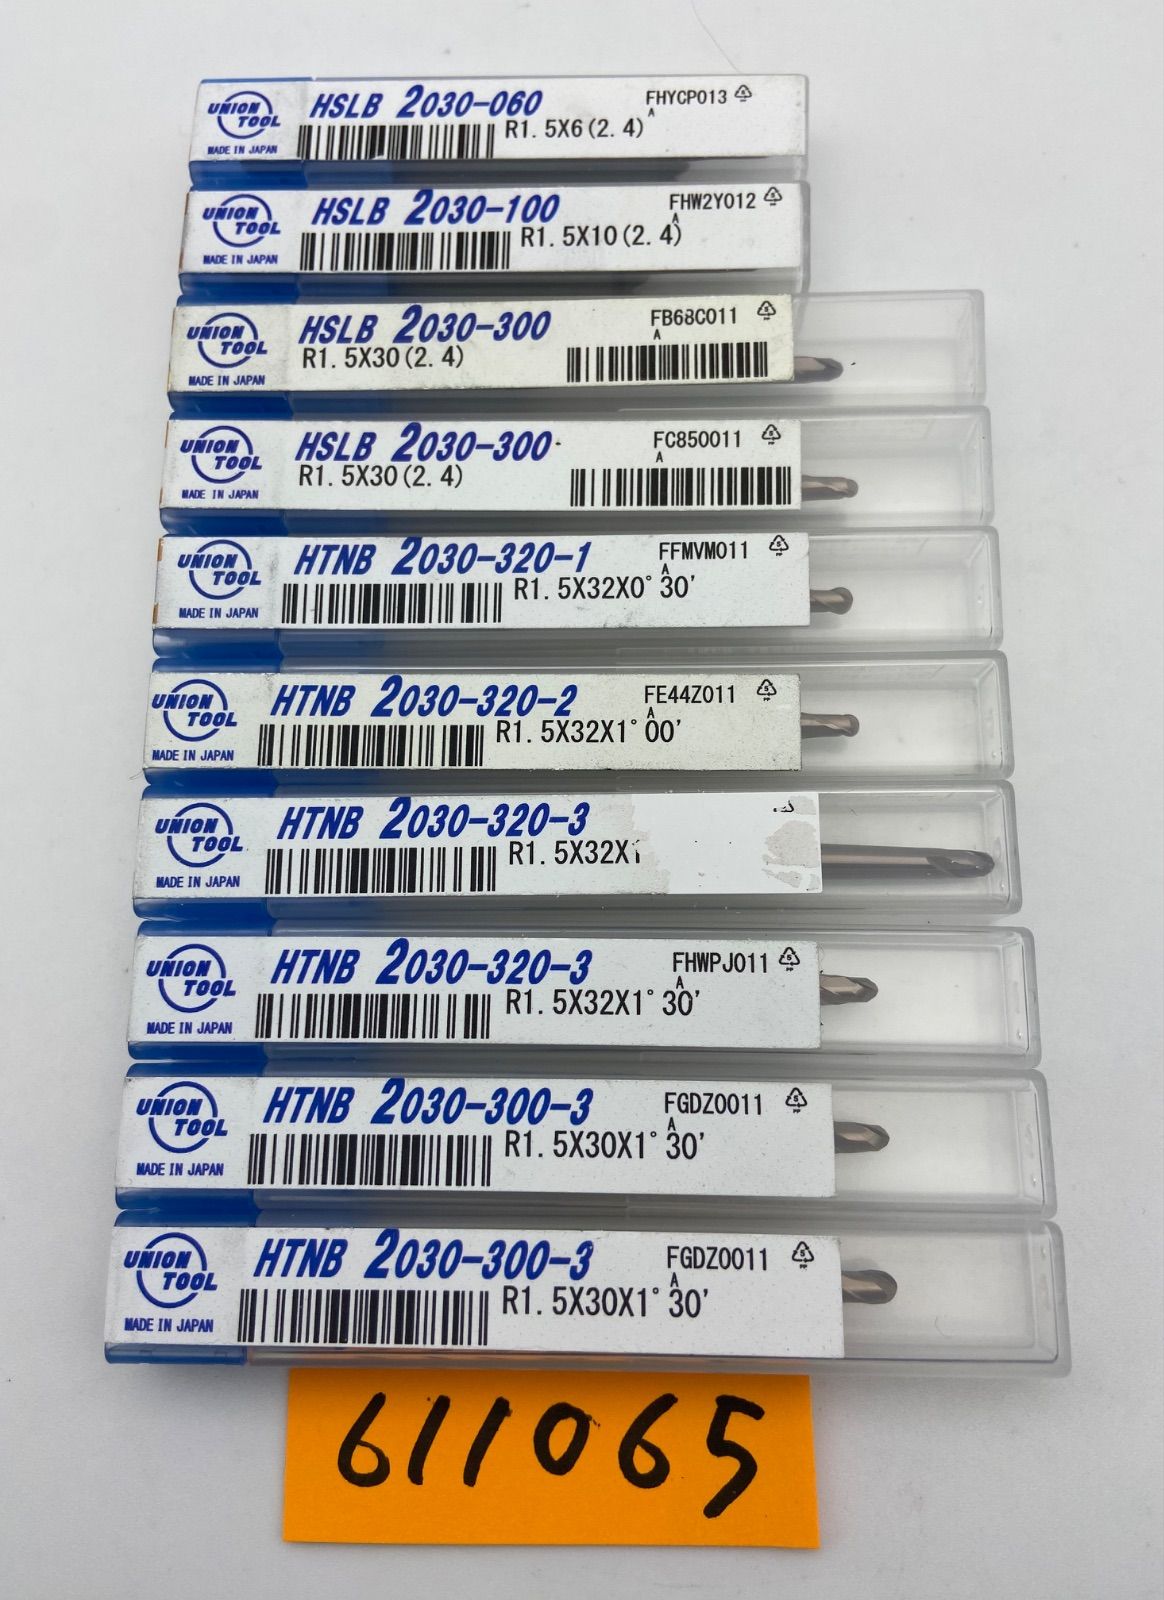 UNION TOOL
MADE IN JAPAN
HSLB 2030-060
FHYCP013
A
R1.5X6(2.4)
UNION TOOL
MADE IN JAPAN
HSLB 2030-100
FHW2Y012
A
R1.5X10(2.4)
UNION TOOL
MADE IN JAPAN
HSLB 2030-300
FB68C011
A
R1.5X30(2.4)
UNION TOOL
MADE IN JAPAN
HSLB 2030-300
FC850011
A
R1.5X30(2.4)
UNION TOOL
MADE IN JAPAN
HTNB 2030-320-1
FFMVM011
A
R1.5X32X0°30'
UNION TOOL
MADE IN JAPAN
HTNB 2030-320-2
FE44Z011
A
R1.5X32X1°00'
UNION TOOL
MADE IN JAPAN
HTNB 2030-320-3
R1.5X32X1
UNION TOOL
MADE IN JAPAN
HTNB 2030-320-3
FHWPJ011
A
R1.5X32X1°30'
UNION TOOL
MADE IN JAPAN
HTNB 2030-300-3
FGDZ0011
A
R1.5X30X1°30'
UNION TOOL
MADE IN JAPAN
HTNB 2030-300-3
FGDZ0011
A
R1.5X30X1°30'
611065